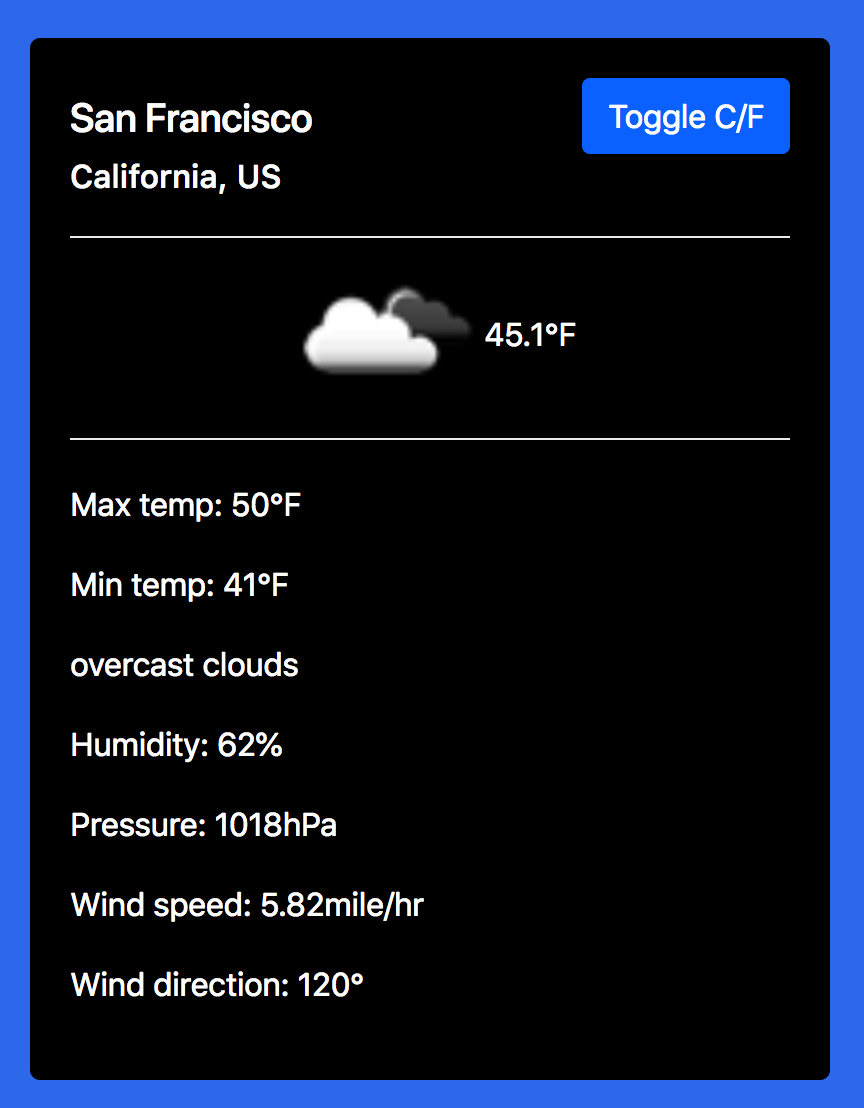 San Francisco
Toggle C/F
California, US
45.1°F
Max temp: 50°F
Min temp: 41°F
overcast clouds
Humidity: 62%
Pressure: 1018hPa
Wind speed: 5.82mile/hr
Wind direction: 120°